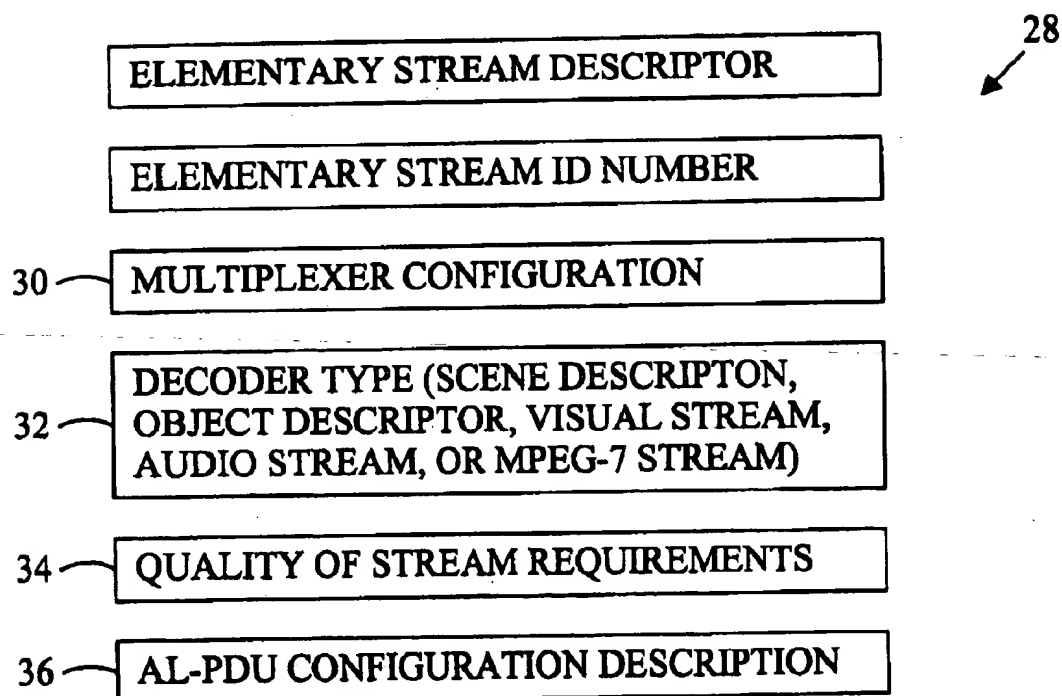 28
ELEMENTARY STREAM DESCRIPTOR
ELEMENTARY STREAM ID NUMBER
30 MULTIPLEXER CONFIGURATION
DECODER TYPE (SCENE DESCRIPTON,
32 OBJECT DESCRIPTOR, VISUAL STREAM,
AUDIO STREAM, OR MPEG-7 STREAM)
34 QUALITY OF STREAM REQUIREMENTS
36 AL-PDU CONFIGURATION DESCRIPTION